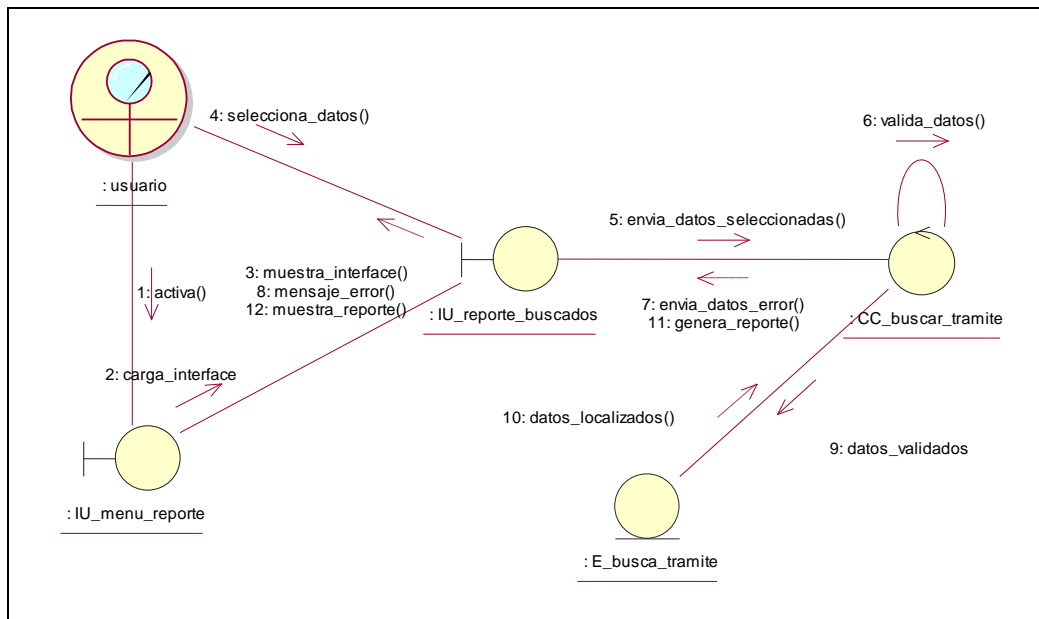 4: selecciona_datos()
6: valida_datos()
: usuario
5: envia_datos_seleccionadas()
3: muestra_interface()
8: mensaje_error()
12: muestra_reporte()
1: activa()
: IU_reporte_buscados
7: envia_datos_error()
11: genera_reporte()
: CC_buscar_tramite
2: carga_interface
10: datos_localizados()
9: datos_validados
: IU_menu_reporte
: E_busca_tramite